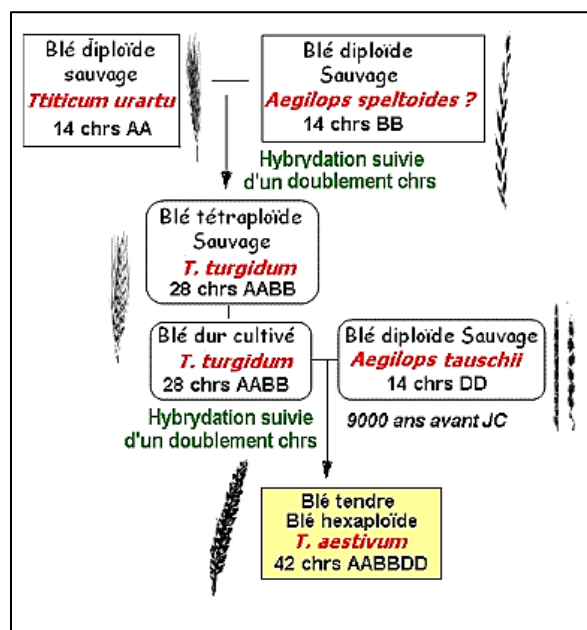 Blé diploïde
sauvage
Ttiticum urartu
14 chrs AA
Blé diploïde
Sauvage
Aegilops speltoides ?
14 chrs BB
Hybrydation suivie
d'un doublement chrs
Blé tétraploïde
Sauvage
T. turgidum
28 chrs AABB
Blé dur cultivé
T. turgidum
28 chrs AABB
Blé diploïde Sauvage
Aegilops tauschii
14 chrs DD
Hybrydation suivie
d'un doublement chrs
9000 ans avant JC
Blé tendre
Blé hexaploïde
T. aestivum
42 chrs AABBDD